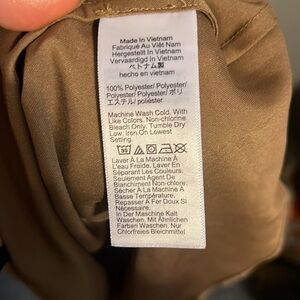 Made In Vietnam
Fabriqué Au Việt Nam
Hergestellt In Vietnam
Vervaardigd In Vietnam
ベトナム製
hecho en vietnam
100% Polyester/ Polyester/
Polyester/ Polyester/ ポリ
エステル/ poliéster
Machine Wash Cold, With
Like Colors. Non-chlorine
Bleach Only, Tumble Dry
Low, Iron On Lowest
Setting.
Laver À La Machine À
L'eau Froide, Laver En
Séparant Les Couleurs.
Seulement Agent De
Blanchiment Non-chlore.
Sécher À La Machine À
Basse Température,
Repasser À Fer Doux Si
Nécessaire.
In Der Maschine Kalt
Waschen, Mit Ähnlichen
Farben Waschen. Nur
Chlorfreies Bleichmittel